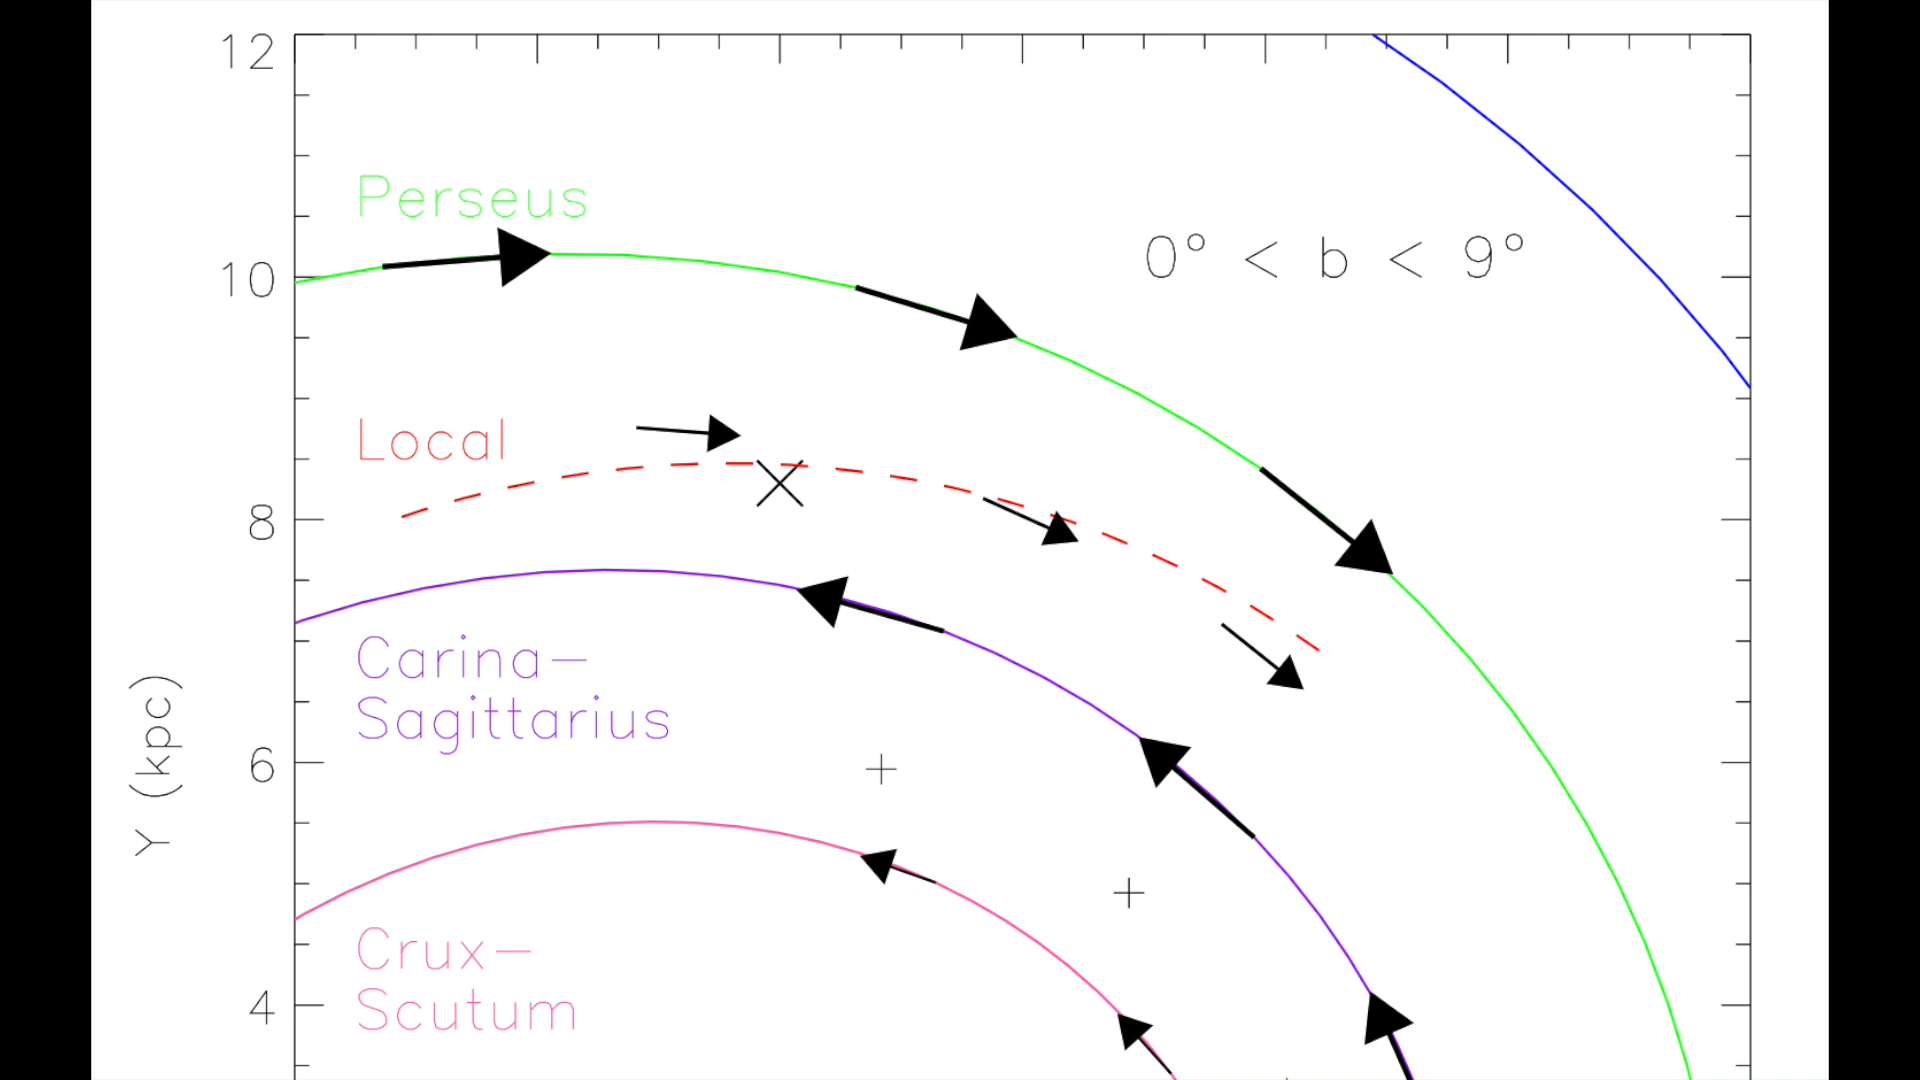 12
Perseus
0° < b < 9°
10
Local
8
Carina–
Sagittarius
Y (kpc)
6
Crux–
Scutum
4